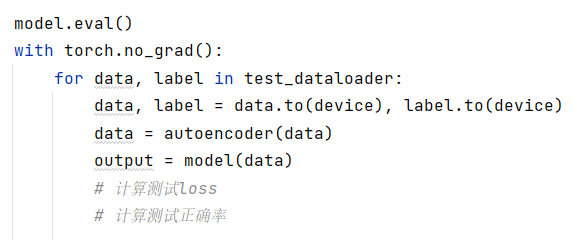 model.eval()
with torch.no_grad():
for data, label in test_dataloader:
data, label = data.to(device), label.to(device)
data = autoencoder(data)
output = model(data)
# 计算测试loss
# 计算测试正确率